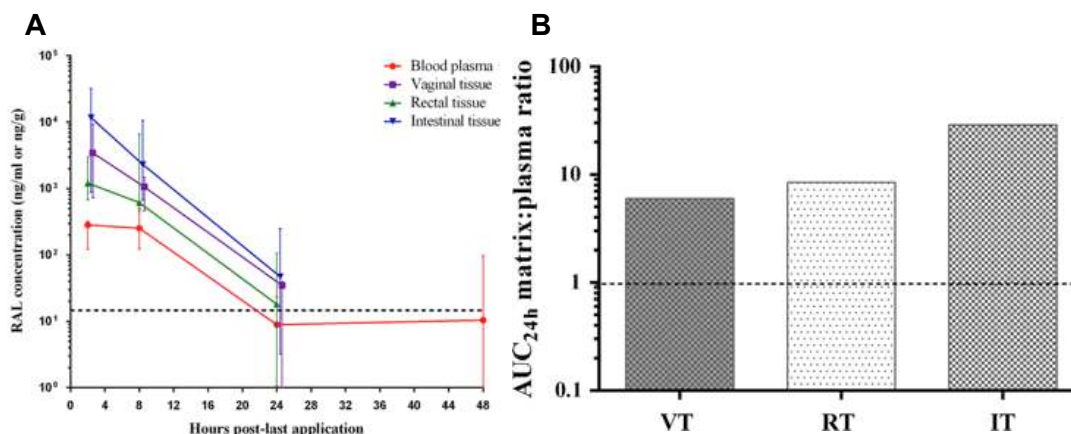 A
B
RAL concentration (ng/ml or ng/g)
10⁵
10⁴
10³
10²
10¹
10⁰
Blood plasma
Vaginal tissue
Rectal tissue
Intestinal tissue
0 4 8 12 16 20 24 28 32 36 40 44 48
Hours post-last application
AUC₂₄ₕ matrix:plasma ratio
100
10
1
0.1
VT RT IT